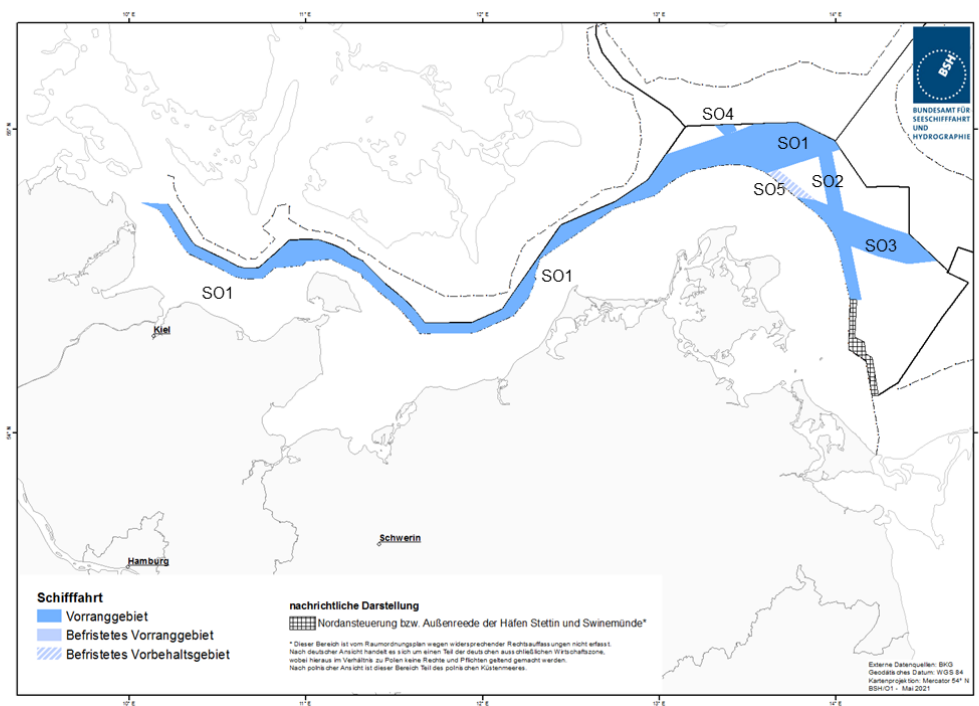 10° E 11° E 12° E 13° E 14° E
BSH
BUNDESAMT FÜR
SEESCHIFFFAHRT
UND
HYDROGRAPHIE
SO4
SO1
SO2
SO5
SO3
SO1
SO1
Kiel
Schwerin
Hamburg
Schifffahrt
Vorranggebiet
Befristetes Vorranggebiet
Befristetes Vorbehaltsgebiet
nachrichtliche Darstellung
Nordansteuerung bzw. Außenreede der Häfen Stettin und Swinemünde*
* Dieser Bereich ist vom Raumordnungsplan wegen widersprechender Rechtsauffassungen nicht erfasst.
Nach deutscher Ansicht handelt es sich um einen Teil der deutschen ausschließlichen Wirtschaftszone,
wobei hieraus im Verhältnis zu Polen keine Rechte und Pflichten geltend gemacht werden.
Nach polnischer Ansicht ist dieser Bereich Teil des polnischen Küstenmeeres.
Externe Datenquellen: BKG
Geodätisches Datum: WGS 84
Kartenprojektion: Mercator 54° N
BSH/O1 - Mai 2021